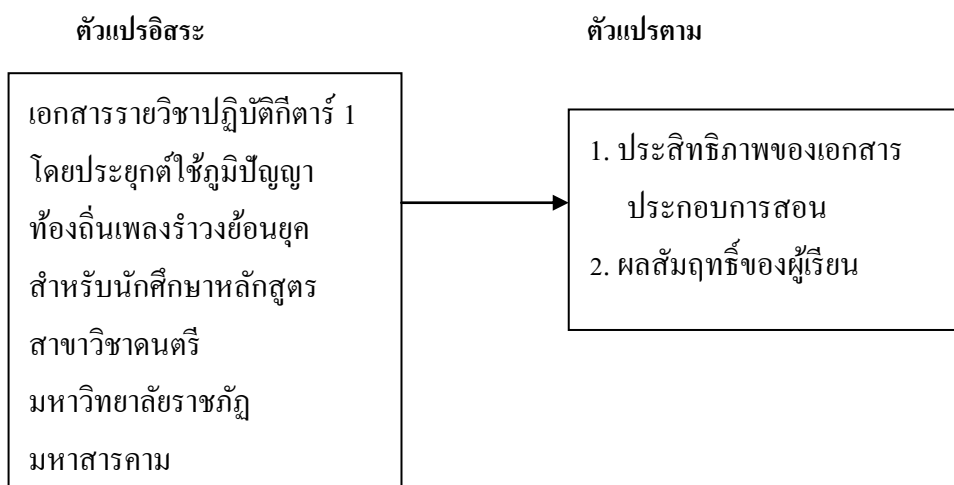 ตัวแปรอิสระ
ตัวแปรตาม
เอกสารรายวิชาปฏิบัติกีตาร์ 1
โดยประยุกต์ใช้ภูมิปัญญา
ท้องถิ่นเพลงรำวงย้อนยุค
สำหรับนักศึกษาหลักสูตร
สาขาวิชาดนตรี
มหาวิทยาลัยราชภัฏ
มหาสารคาม
1. ประสิทธิภาพของเอกสาร
ประกอบการสอน
2. ผลสัมฤทธิ์ของผู้เรียน